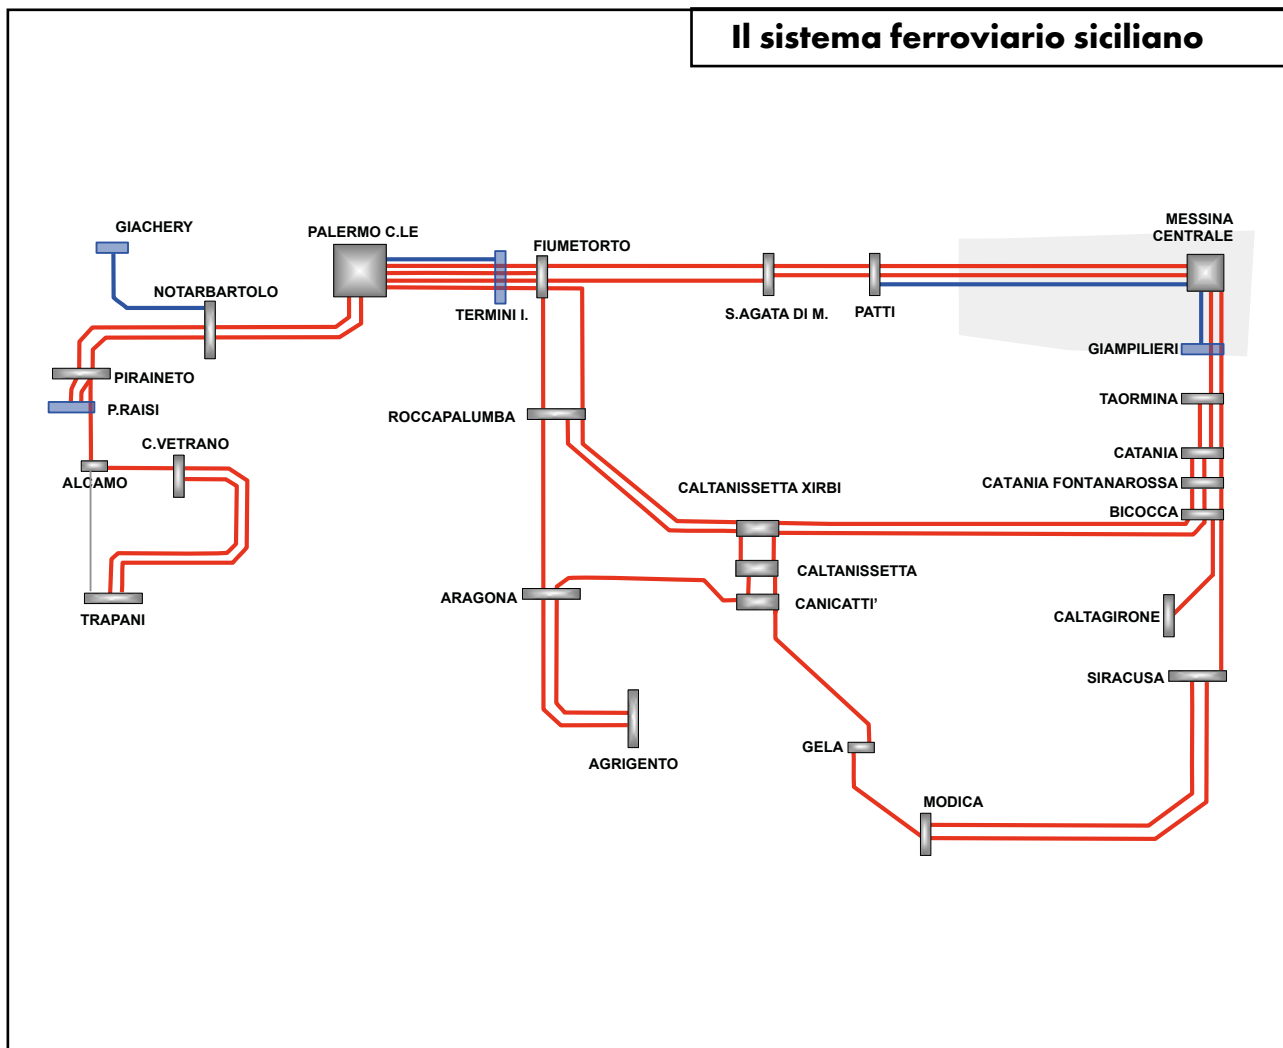 Il sistema ferroviario siciliano
GIACHERY
PALERMO C.LE
FIUMETORTO
MESSINA
CENTRALE
NOTARBARTOLO
TERMINI I.
S.AGATA DI M.
PATTI
GIAMPILIERI
PIRAINETO
P.RAISI
TAORMINA
ROCCAPALUMBA
C.VETRANO
CATANIA
ALCAMO
CALTANISSETTA XIRBI
CATANIA FONTANAROSSA
BICOCCA
CALTANISSETTA
ARAGONA
CANICATTI'
TRAPANI
CALTAGIRONE
SIRACUSA
GELA
AGRIGENTO
MODICA